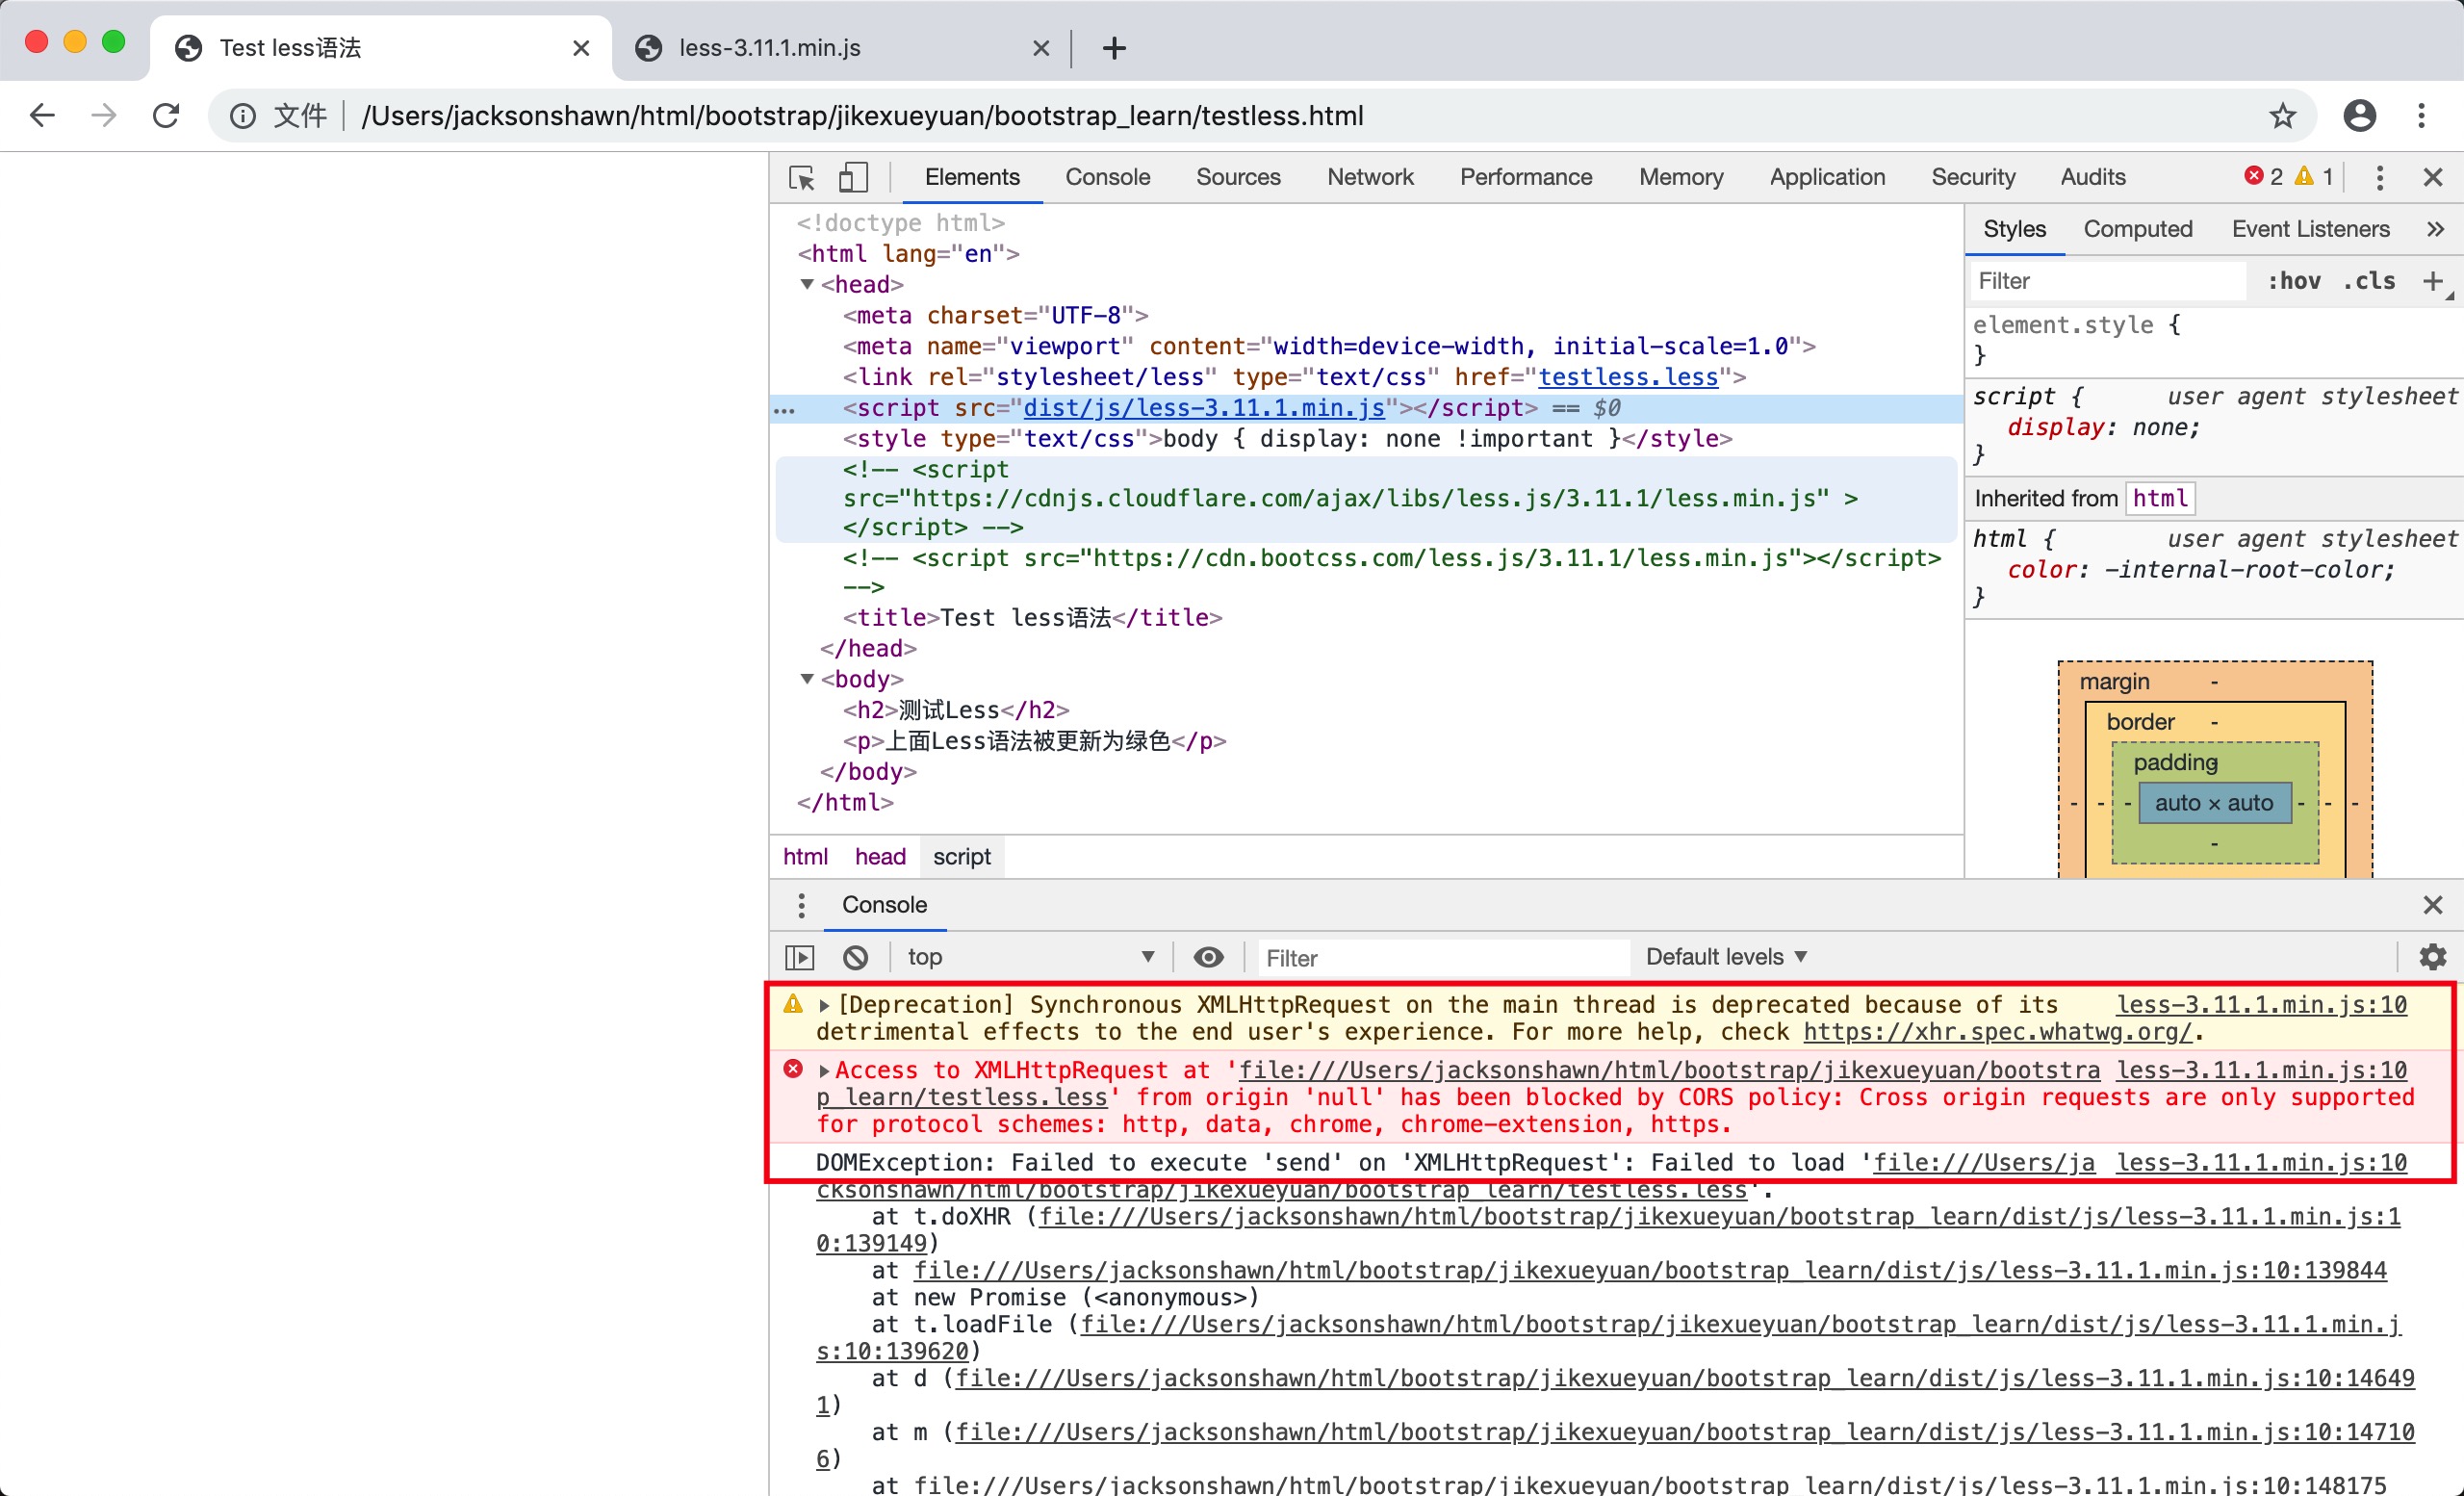 Test less语法
less-3.11.1.min.js
文件 /Users/jacksonshawn/html/bootstrap/jikexueyuan/bootstrap_learn/testless.html
Elements Console Sources Network Performance Memory Application Security Audits 2 1
<!doctype html>
<html lang="en">
<head>
<meta charset="UTF-8">
<meta name="viewport" content="width=device-width, initial-scale=1.0">
<link rel="stylesheet/less" type="text/css" href="testless.less">
... <script src="dist/js/less-3.11.1.min.js"></script> == $0
<style type="text/css">body { display: none !important }</style>
<!-- <script
src="https://cdnjs.cloudflare.com/ajax/libs/less.js/3.11.1/less.min.js" >
</script> -->
<!-- <script src="https://cdn.bootcss.com/less.js/3.11.1/less.min.js"></script>
-->
<title>Test less语法</title>
</head>
<body>
<h2>测试Less</h2>
<p>上面Less语法被更新为绿色</p>
</body>
</html>
html head script
Styles Computed Event Listeners »
Filter :hov .cls +
element.style {
}
script { user agent stylesheet
display: none;
}
Inherited from html
html { user agent stylesheet
color: -internal-root-color;
}
margin -
border -
padding -
- - - auto × auto - - -
-
Console
top Filter Default levels
[Deprecation] Synchronous XMLHttpRequest on the main thread is deprecated because of its less-3.11.1.min.js:10
detrimental effects to the end user's experience. For more help, check https://xhr.spec.whatwg.org/.
Access to XMLHttpRequest at 'file:///Users/jacksonshawn/html/bootstrap/jikexueyuan/bootstra less-3.11.1.min.js:10
p_learn/testless.less' from origin 'null' has been blocked by CORS policy: Cross origin requests are only supported
for protocol schemes: http, data, chrome, chrome-extension, https.
DOMException: Failed to execute 'send' on 'XMLHttpRequest': Failed to load 'file:///Users/ja less-3.11.1.min.js:10
cksonshawn/html/bootstrap/jikexueyuan/bootstrap_learn/testless.less'.
at t.doXHR (file:///Users/jacksonshawn/html/bootstrap/jikexueyuan/bootstrap_learn/dist/js/less-3.11.1.min.js:1
0:139149)
at file:///Users/jacksonshawn/html/bootstrap/jikexueyuan/bootstrap_learn/dist/js/less-3.11.1.min.js:10:139844
at new Promise (<anonymous>)
at t.loadFile (file:///Users/jacksonshawn/html/bootstrap/jikexueyuan/bootstrap_learn/dist/js/less-3.11.1.min.j
s:10:139620)
at d (file:///Users/jacksonshawn/html/bootstrap/jikexueyuan/bootstrap_learn/dist/js/less-3.11.1.min.js:10:14649
1)
at m (file:///Users/jacksonshawn/html/bootstrap/jikexueyuan/bootstrap_learn/dist/js/less-3.11.1.min.js:10:14710
6)
at file:///Users/jacksonshawn/html/bootstrap/jikexueyuan/bootstrap_learn/dist/js/less-3.11.1.min.js:10:148175